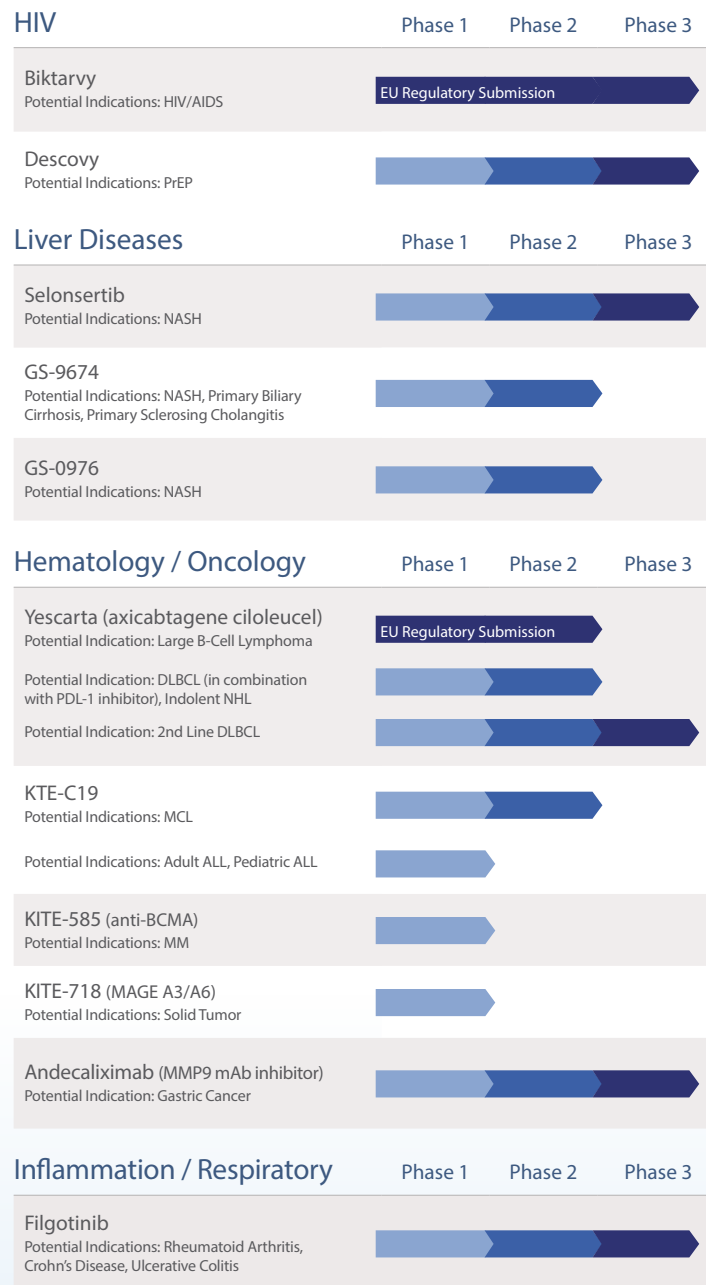 HIV Phase 1 Phase 2 Phase 3
Biktarvy
Potential Indications: HIV/AIDS
EU Regulatory Submission
Descovy
Potential Indications: PrEP
Liver Diseases Phase 1 Phase 2 Phase 3
Selonsertib
Potential Indications: NASH
GS-9674
Potential Indications: NASH, Primary Biliary
Cirrhosis, Primary Sclerosing Cholangitis
GS-0976
Potential Indications: NASH
Hematology / Oncology Phase 1 Phase 2 Phase 3
Yescarta (axicabtagene ciloleucel)
Potential Indication: Large B-Cell Lymphoma
EU Regulatory Submission
Potential Indication: DLBCL (in combination
with PDL-1 inhibitor), Indolent NHL
Potential Indication: 2nd Line DLBCL
KTE-C19
Potential Indications: MCL
Potential Indications: Adult ALL, Pediatric ALL
KITE-585 (anti-BCMA)
Potential Indications: MM
KITE-718 (MAGE A3/A6)
Potential Indications: Solid Tumor
Andecaliximab (MMP9 mAb inhibitor)
Potential Indication: Gastric Cancer
Inflammation / Respiratory Phase 1 Phase 2 Phase 3
Filgotinib
Potential Indications: Rheumatoid Arthritis,
Crohn's Disease, Ulcerative Colitis